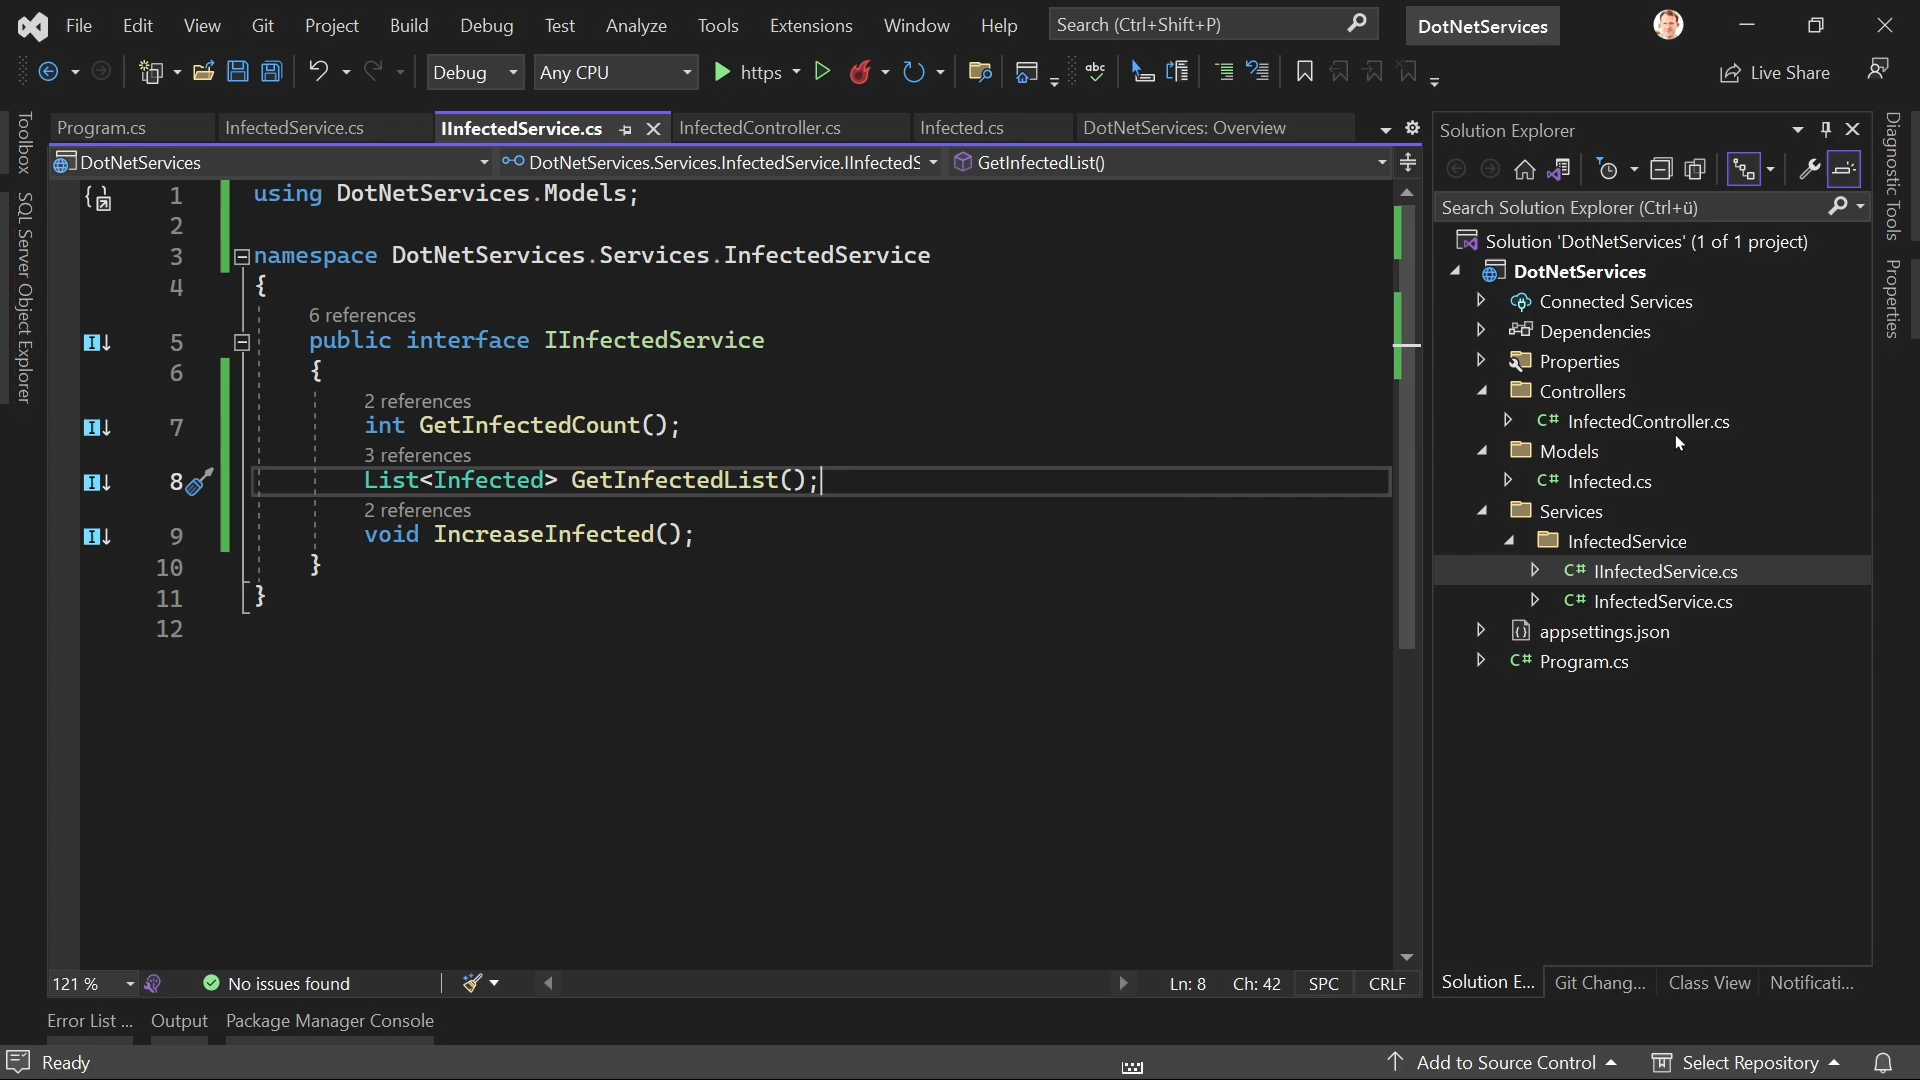 File Edit View Git Project Build Debug Test Analyze Tools Extensions Window Help Search (Ctrl+Shift+P) DotNetServices
Debug Any CPU https Live Share
Program.cs InfectedService.cs IInfectedService.cs InfectedController.cs Infected.cs DotNetServices: Overview
DotNetServices DotNetServices.Services.InfectedService.IInfectedS GetInfectedList()
1 using DotNetServices.Models;
2
3 namespace DotNetServices.Services.InfectedService
4 {
6 references
5 public interface IInfectedService
6 {
2 references
7 int GetInfectedCount();
3 references
8 List<Infected> GetInfectedList();
2 references
9 void IncreaseInfected();
10 }
11 }
12
121 % No issues found Ln: 8 Ch: 42 SPC CRLF
Toolbox
SQL Server Object Explorer
Solution Explorer
Search Solution Explorer (Ctrl+ü)
Solution 'DotNetServices' (1 of 1 project)
DotNetServices
Connected Services
Dependencies
Properties
Controllers
C# InfectedController.cs
Models
C# Infected.cs
Services
InfectedService
C# IInfectedService.cs
C# InfectedService.cs
appsettings.json
C# Program.cs
Solution E... Git Chang... Class View Notificati...
Diagnostic Tools
Properties
Error List ... Output Package Manager Console
Ready Add to Source Control Select Repository